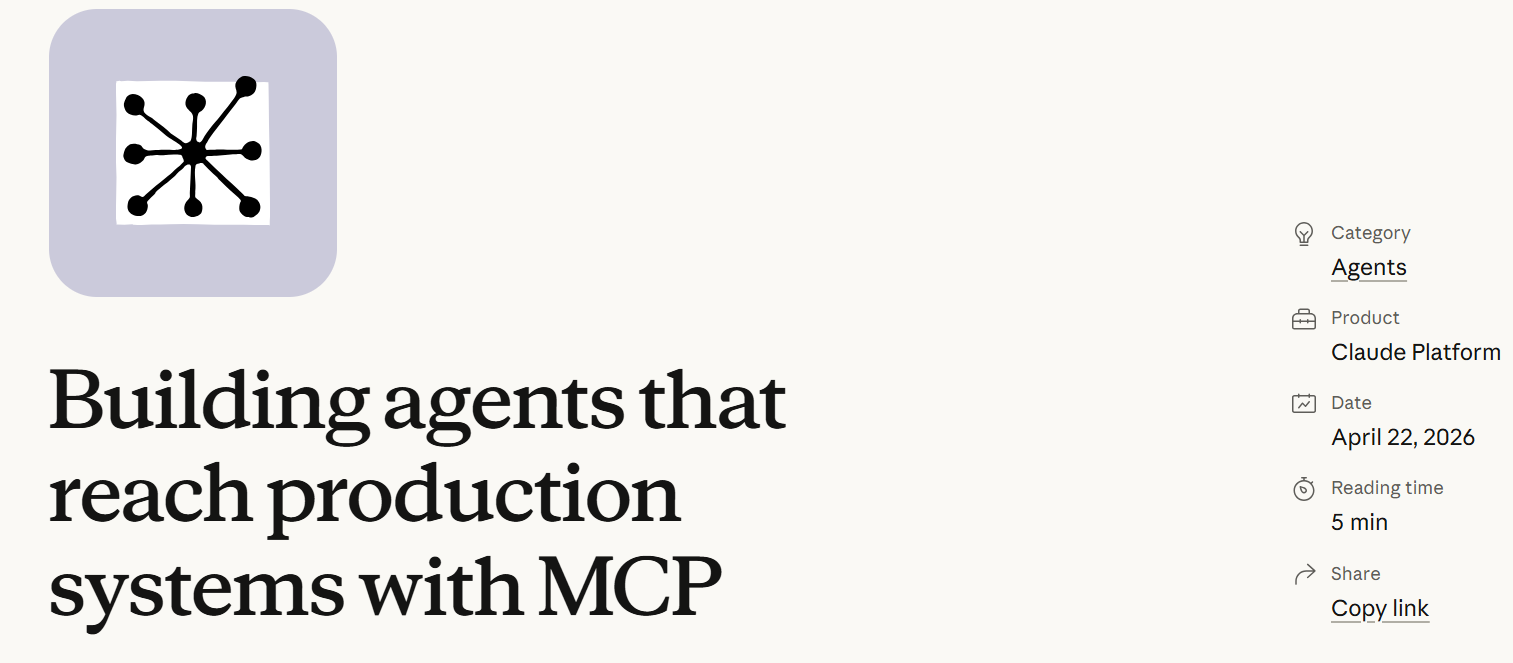 Building agents that
reach production
systems with MCP
Category
Agents
Product
Claude Platform
Date
April 22, 2026
Reading time
5 min
Share
Copy link